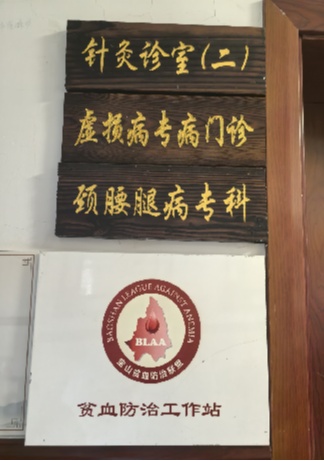 针灸诊室(二)
虚损病专病门诊
颈腰腿病专科
BAOSHAN LEAGUE AGAINST ANEMIA
BLAA
宝山贫血防治联盟
贫血防治工作站